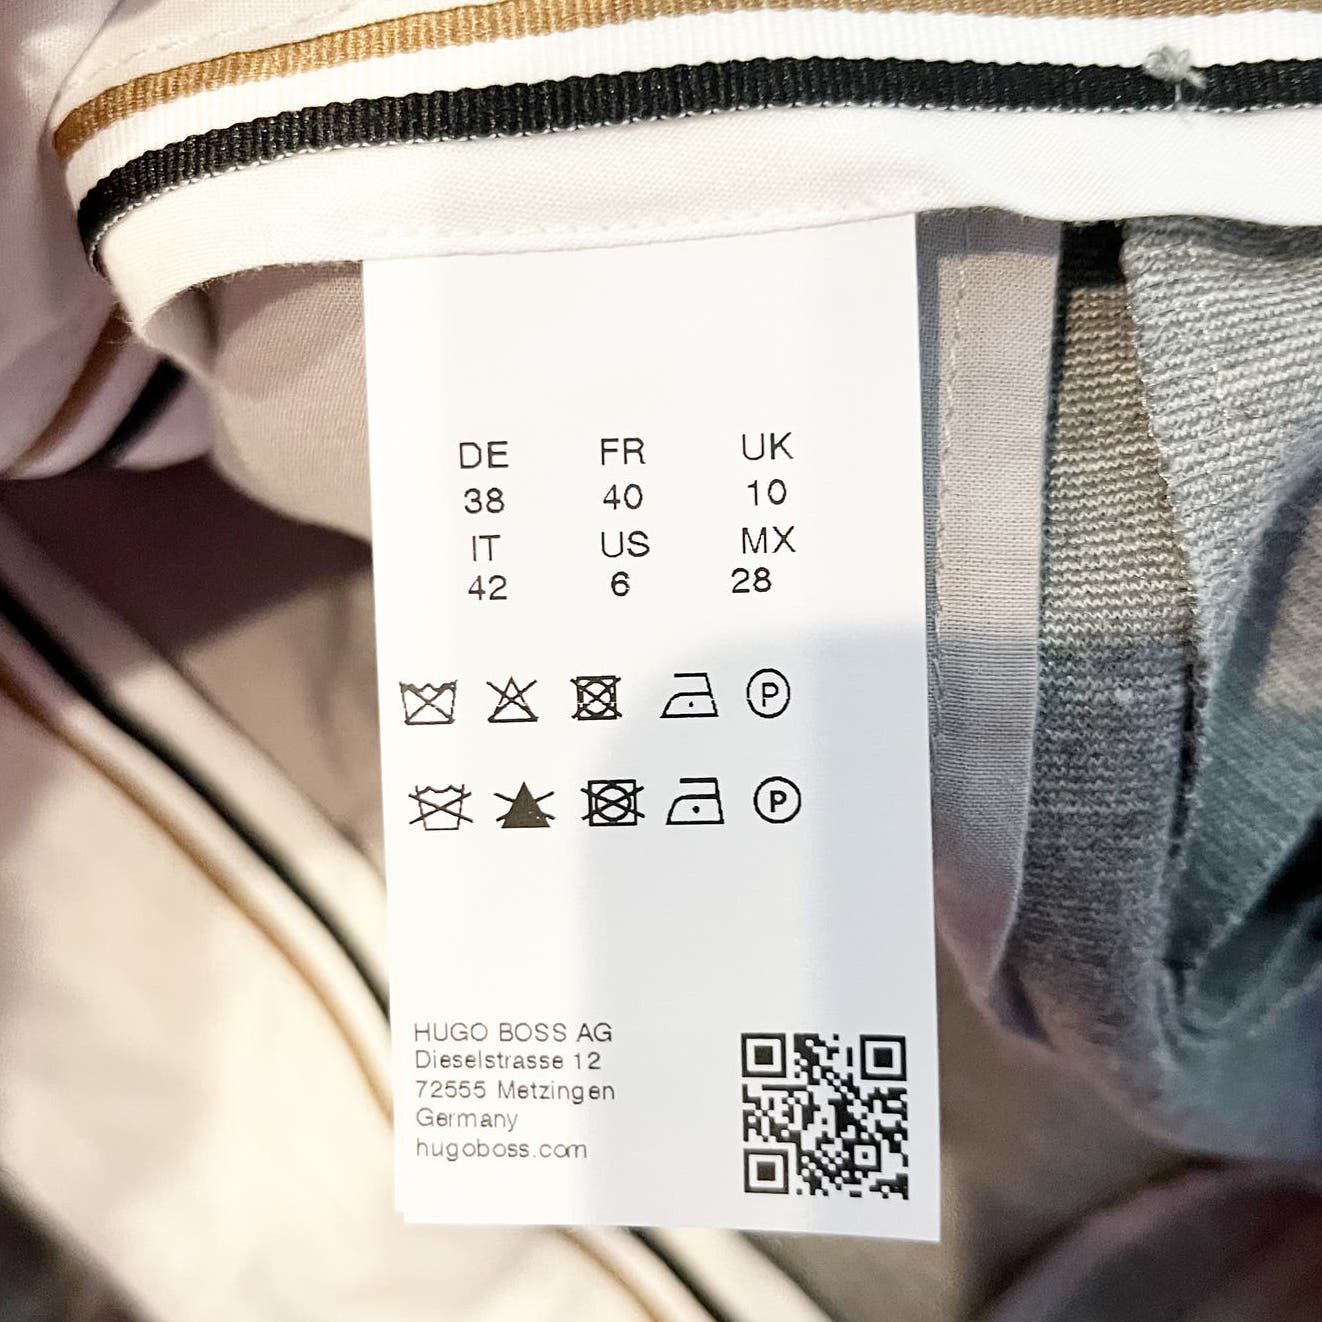 DE FR UK
38 40 10
IT US MX
42 6 28
P
P
HUGO BOSS AG
Dieselstrasse 12
72555 Metzingen
Germany
hugoboss.com